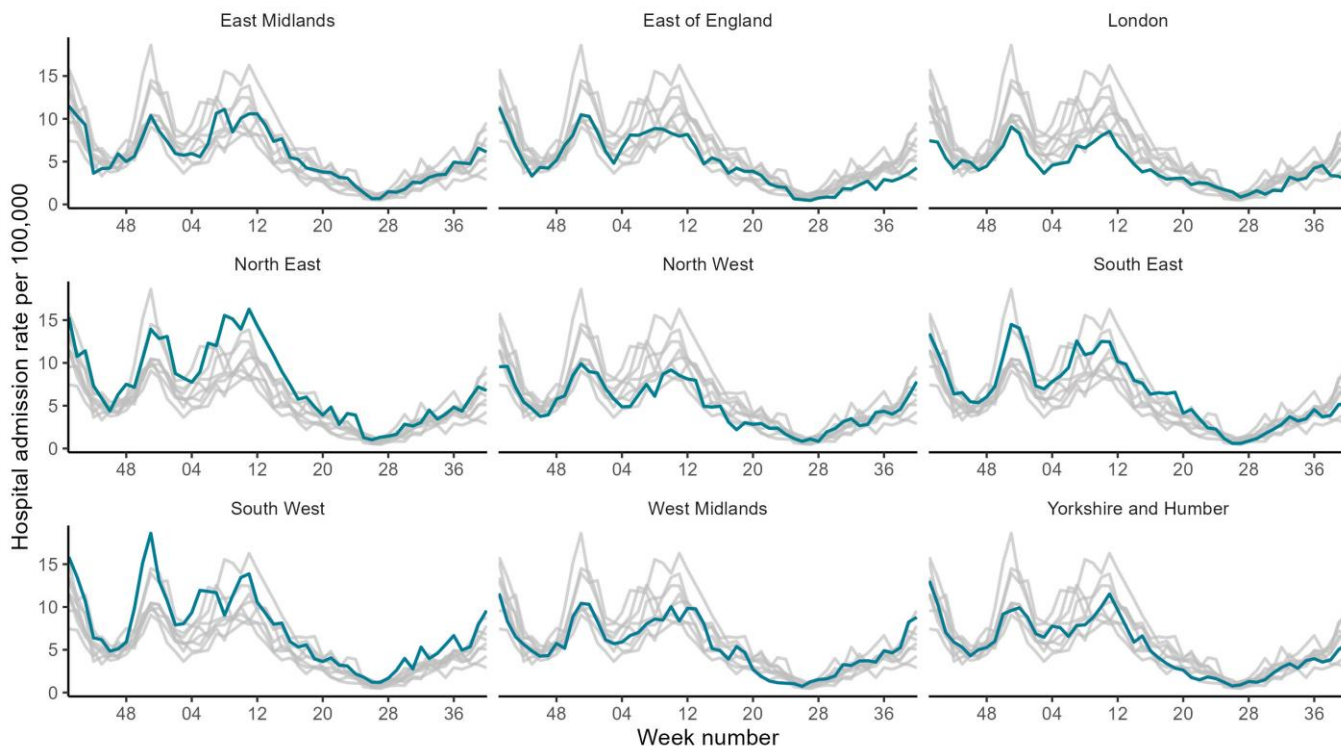 East Midlands East of England London
15
10
5
0
48 04 12 20 28 36 48 04 12 20 28 36 48 04 12 20 28 36
North East North West South East
Hospital admission rate per 100,000
15
10
5
0
48 04 12 20 28 36 48 04 12 20 28 36 48 04 12 20 28 36
South West West Midlands Yorkshire and Humber
15
10
5
0
48 04 12 20 28 36 48 04 12 20 28 36 48 04 12 20 28 36
Week number